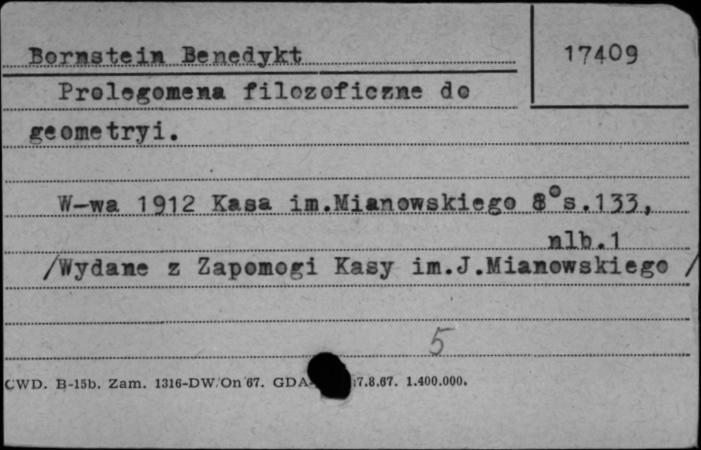 Bornstein Benedykt
17409
Prolegomena filozoficzne do
geometryi.
W-wa 1912 Kasa im.Mianowskiego 8° s.133,
nlb.1
/Wydane z Zapomogi Kasy im.J.Mianowskiego /
5
CWD. B-15b. Zam. 1316-DW/On 67. GDA 7.8.67. 1.400.000.